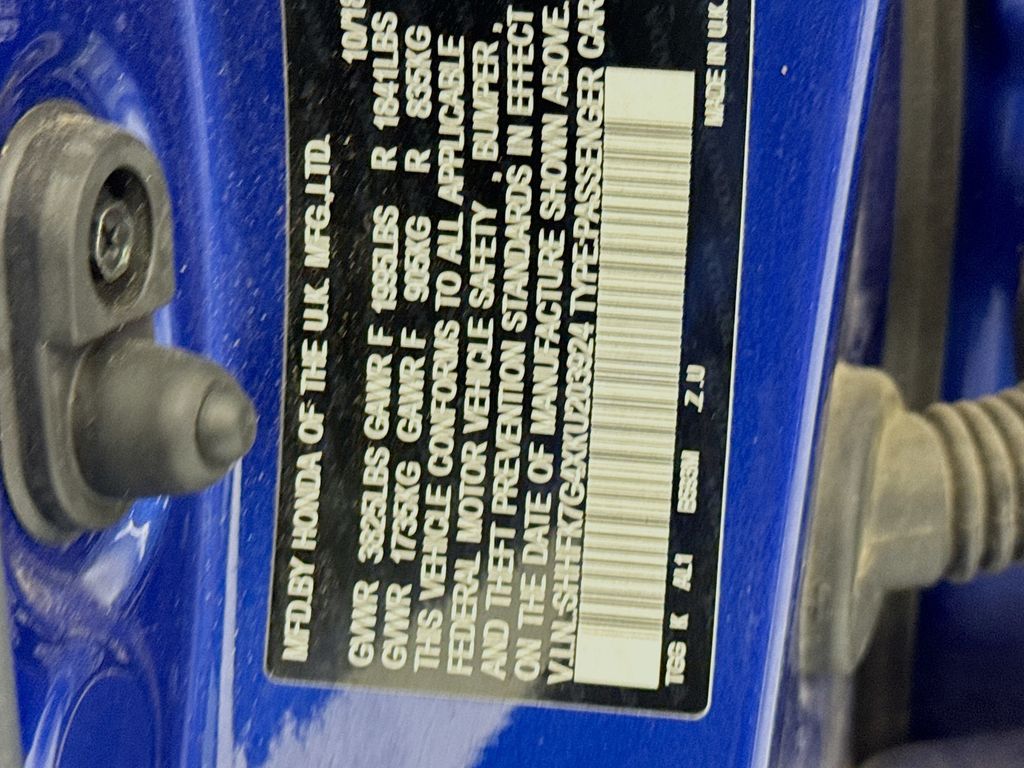 MFD.BY HONDA OF THE U.K. MFG.,LTD. 10/18
GVWR 3825LBS GAWR F 1995LBS R 1841LBS
GVWR 1735KG GAWR F 905KG R 835KG
THIS VEHICLE CONFORMS TO ALL APPLICABLE
FEDERAL MOTOR VEHICLE SAFETY , BUMPER ,
AND THEFT PREVENTION STANDARDS IN EFFECT
ON THE DATE OF MANUFACTURE SHOWN ABOVE.
V.I.N. SHHFK7G4XKU203924 TYPE:PASSENGER CAR
TGG K AL1 B593M Z.U MADE IN U.K.